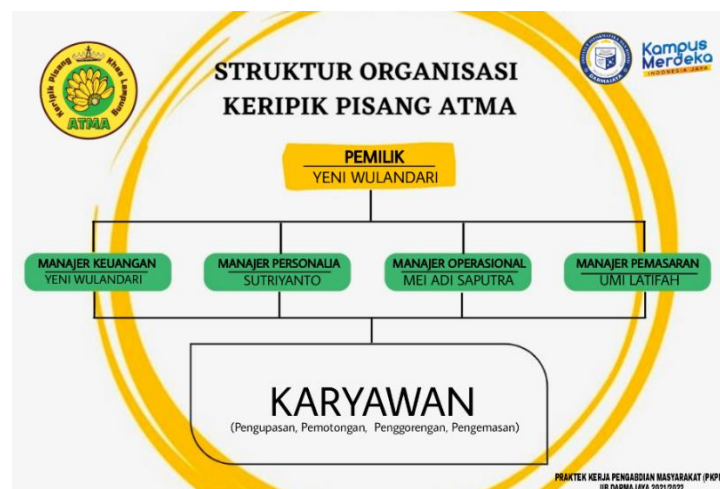 Keripik Pisang Khas Lampung
ATMA
DARMAJAYA
Kampus
Merdeka
INDONESIA JAYA
STRUKTUR ORGANISASI
KERIPIK PISANG ATMA
PEMILIK
YENI WULANDARI
MANAJER KEUANGAN
YENI WULANDARI
MANAJER PERSONALIA
SUTRIYANTO
MANAJER OPERASIONAL
MEI ADI SAPUTRA
MANAJER PEMASARAN
UMI LATIFAH
KARYAWAN
(Pengupasan, Pemotongan, Penggorengan, Pengemasan)
PRAKTEK KERJA PENGABDIAN MASYARAKAT (PKPM
IIB DARMAJAYA 2021/2022